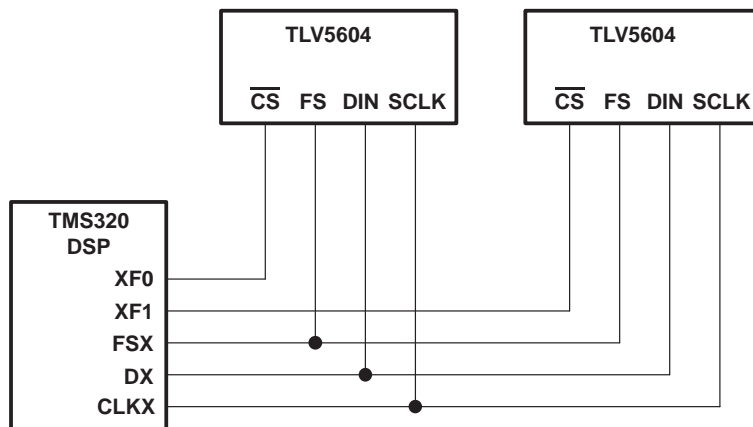 TLV5604
CS FS DIN SCLK
TLV5604
CS FS DIN SCLK
TMS320
DSP
XF0
XF1
FSX
DX
CLKX